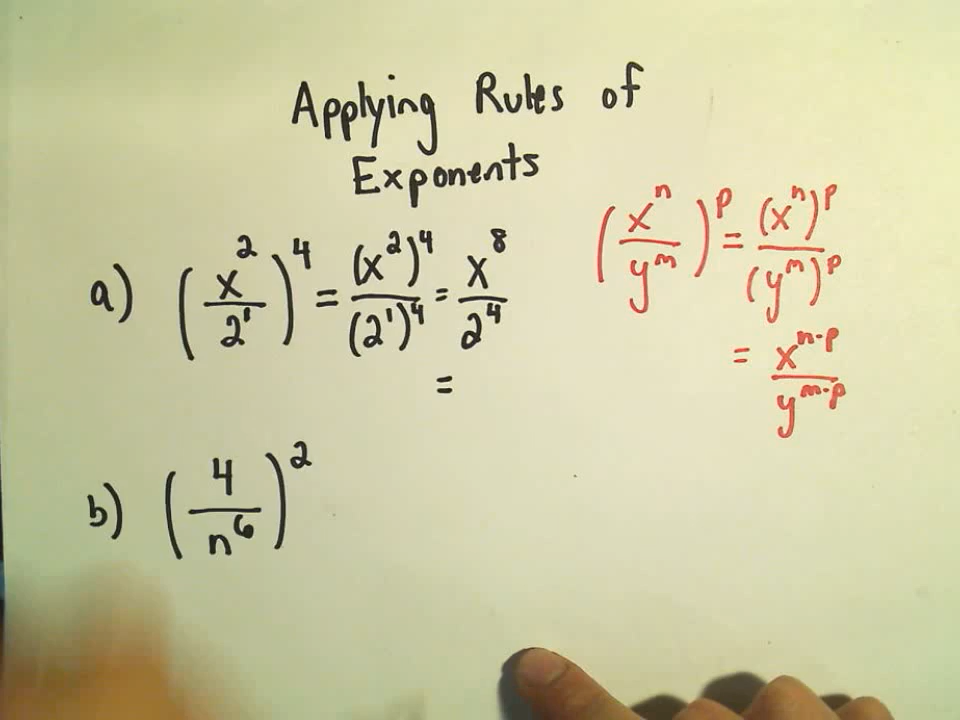 Applying Rules of
Exponents
a) (x^2/2^1)^4 = (x^2)^4/(2^1)^4 = x^8/2^4
=
b) (4/n^6)^2
(x^n/y^m)^p = (x^n)^p/(y^m)^p
= x^{n·p}/y^{m·p}